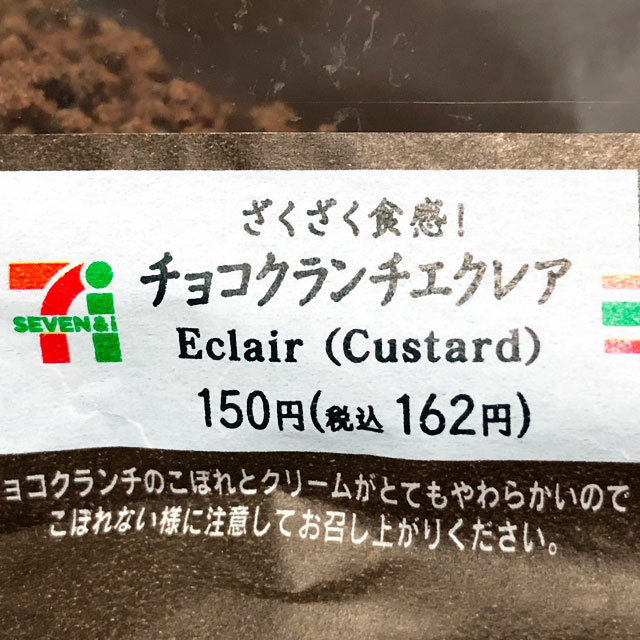 ざくざく食感!
チョコクランチエクレア
SEVEN&i
Eclair (Custard)
150円(税込 162円)
ョコクランチのこぼれとクリームがとてもやわらかいので
こぼれない様に注意してお召し上がりください。